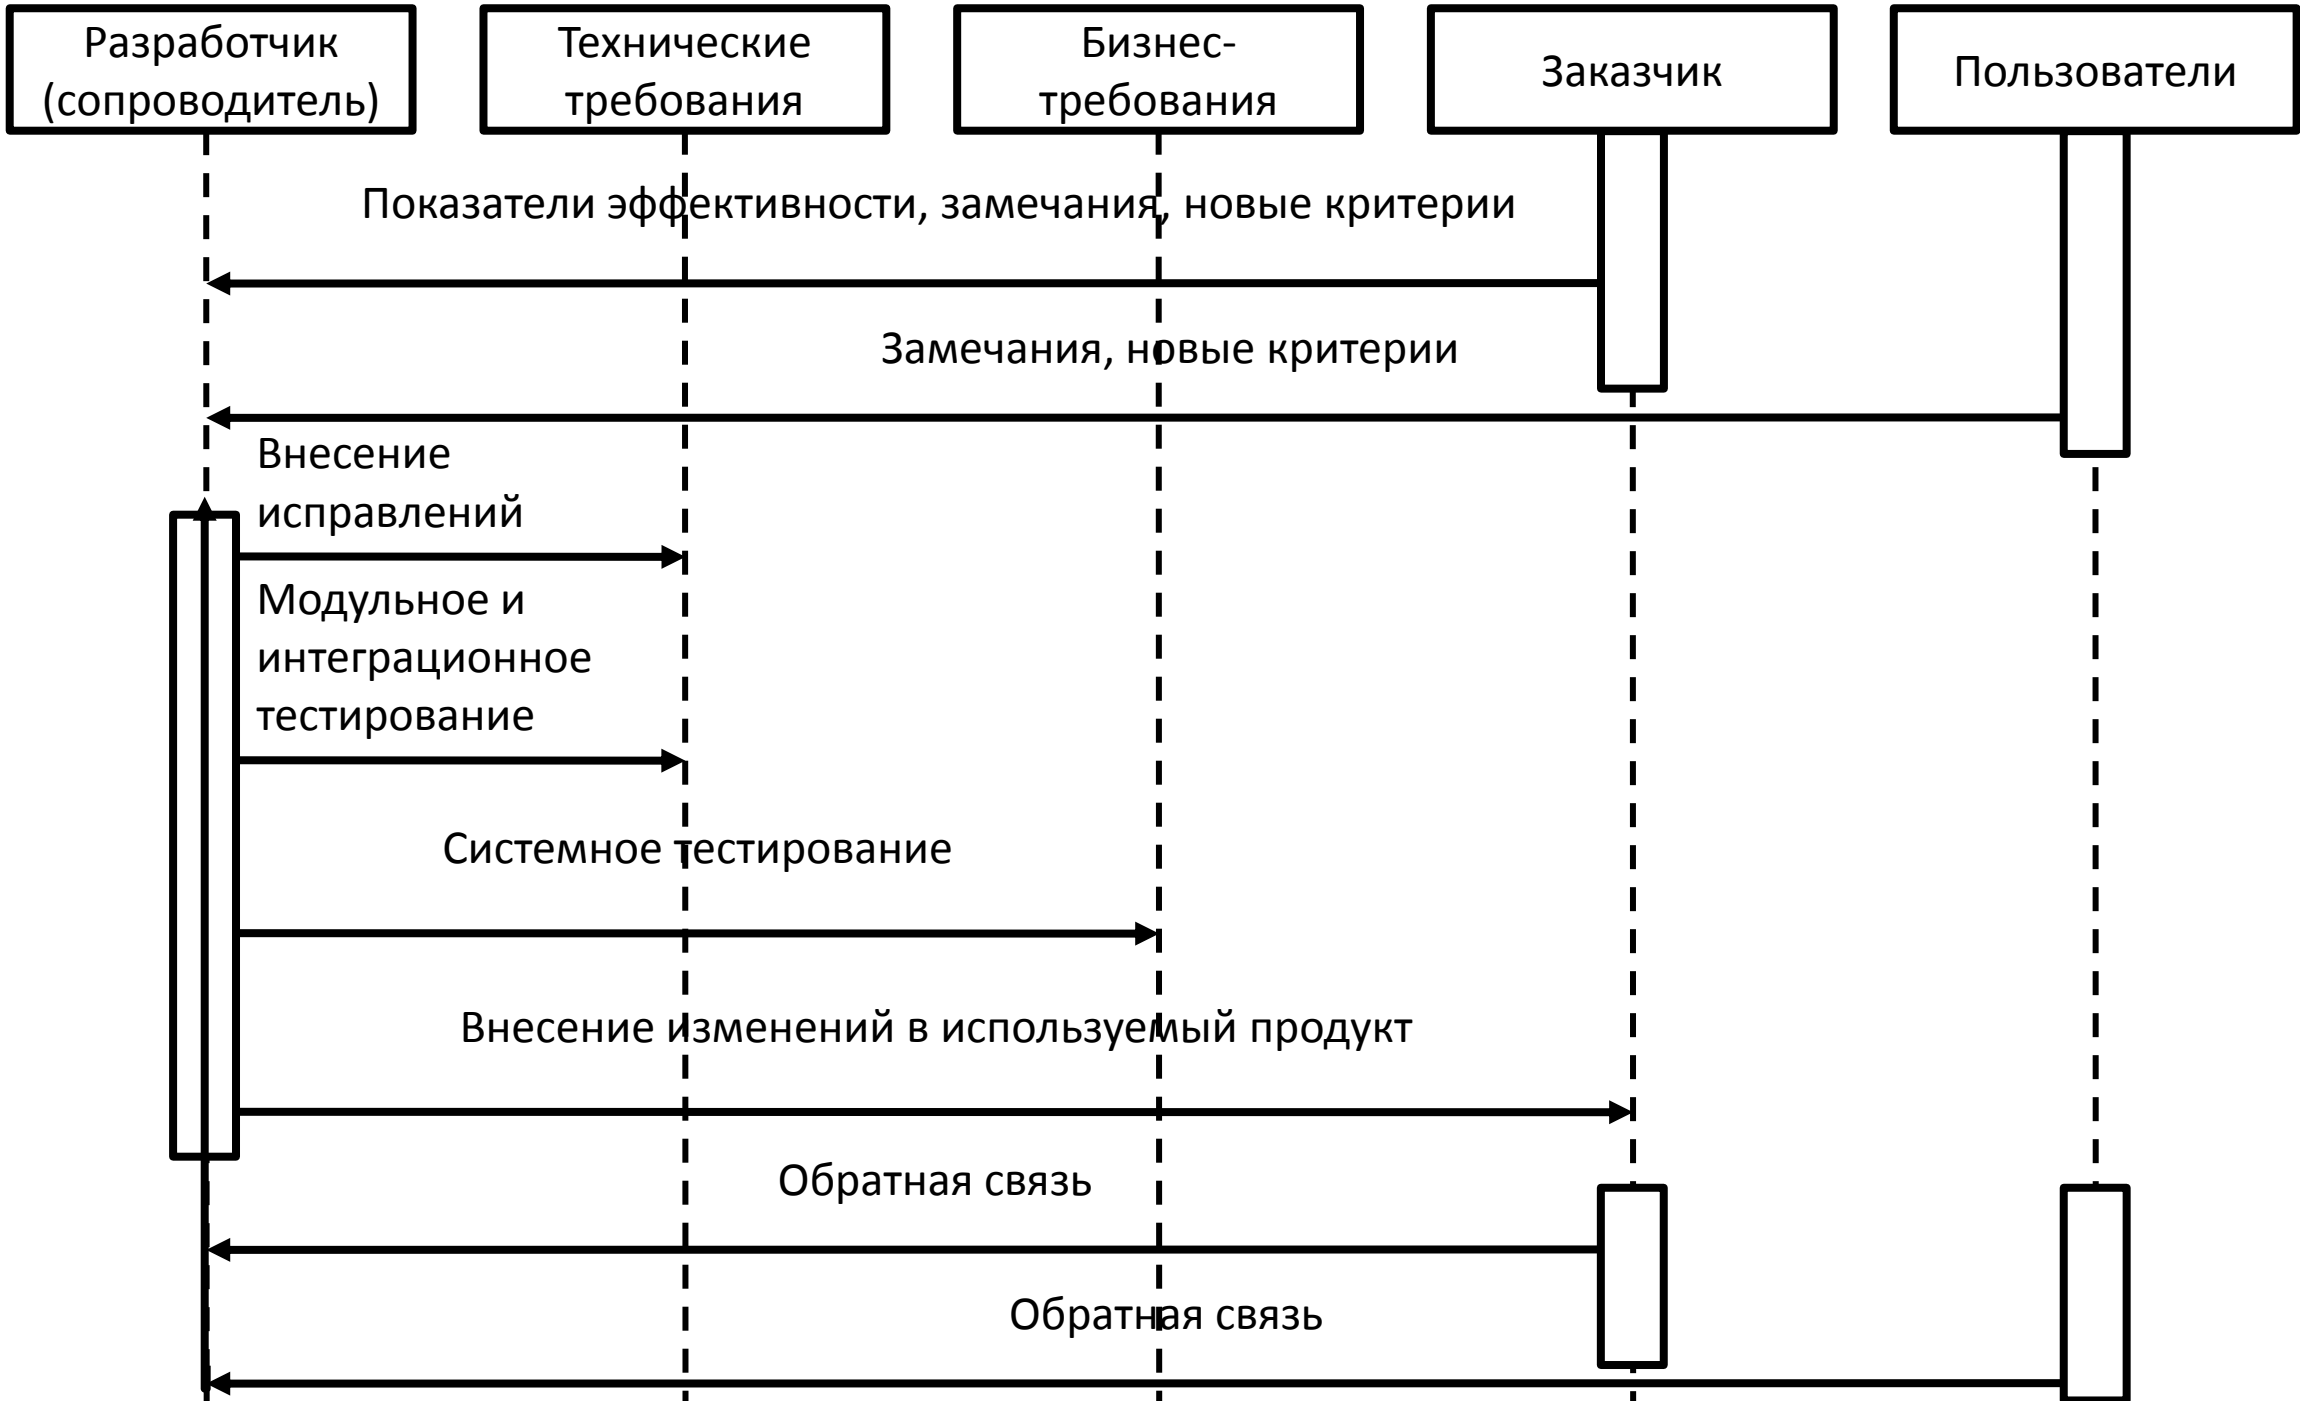 Разработчик
(сопроводитель)
Технические
требования
Бизнес-
требования
Заказчик
Пользователи
Показатели эффективности, замечания, новые критерии
Замечания, новые критерии
Внесение
исправлений
Модульное и
интеграционное
тестирование
Системное тестирование
Внесение изменений в используемый продукт
Обратная связь
Обратная связь